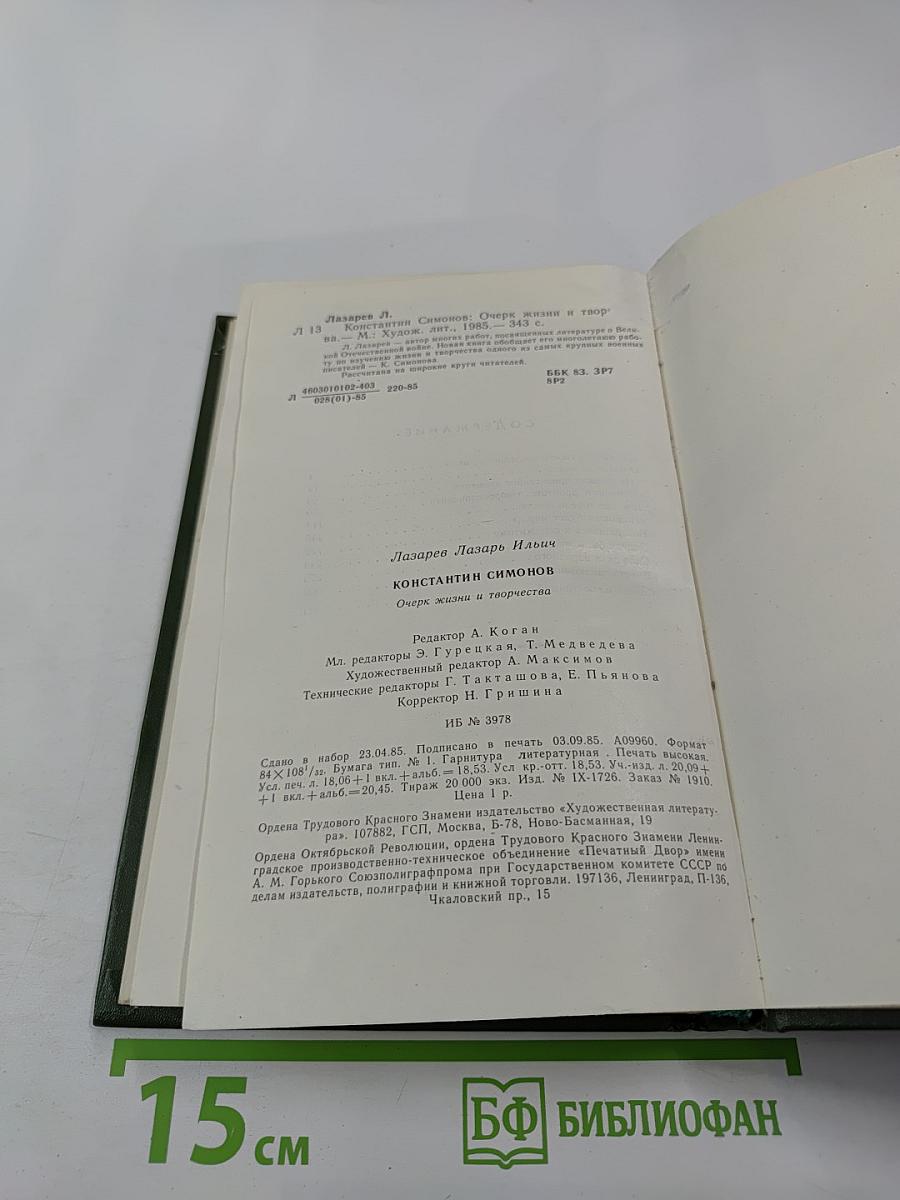 Лазарев Л.
Л 13 Константин Симонов: Очерк жизни и твор-
ва.— М.: Худож. лит., 1985.— 343 с.
Л. Лазарев — автор многих работ, посвященных литературе о Вели-
кой Отечественной войне. Новая книга обобщает его многолетнюю рабо-
ту по изучению жизни и творчества одного из самых крупных военных
писателей — К. Симонова.
Рассчитана на широкие круги читателей.
Л 4603010102-403 220-85 ББК 83. 3Р7
028(01)-85 8Р2
СОДЕРЖАНИЕ
Лазарев Лазарь Ильич
КОНСТАНТИН СИМОНОВ
Очерк жизни и творчества
Редактор А. Коган
Мл. редакторы Э. Гурецкая, Т. Медведева
Художественный редактор А. Максимов
Технические редакторы Г. Такташова, Е. Пьянова
Корректор Н. Гришина
ИБ № 3978
Сдано в набор 23.04.85. Подписано в печать 03.09.85. А09960. Формат
84×108¹/₃₂. Бумага тип. № 1. Гарнитура литературная . Печать высокая.
Усл. печ. л. 18,06+1 вкл.+альб.=18,53. Усл кр.-отт. 18,53. Уч.-изд. л. 20,09+
+1 вкл.+альб.=20,45. Тираж 20 000 экз. Изд. № IX-1726. Заказ № 1910.
Цена 1 р.
Ордена Трудового Красного Знамени издательство «Художественная литерату-
ра». 107882, ГСП, Москва, Б-78, Ново-Басманная, 19
Ордена Октябрьской Революции, ордена Трудового Красного Знамени Ленин-
градское производственно-техническое объединение «Печатный Двор» имени
А. М. Горького Союзполиграфпрома при Государственном комитете СССР по
делам издательств, полиграфии и книжной торговли. 197136, Ленинград, П-136,
Чкаловский пр., 15
15 см
БФ БИБЛИОФАН